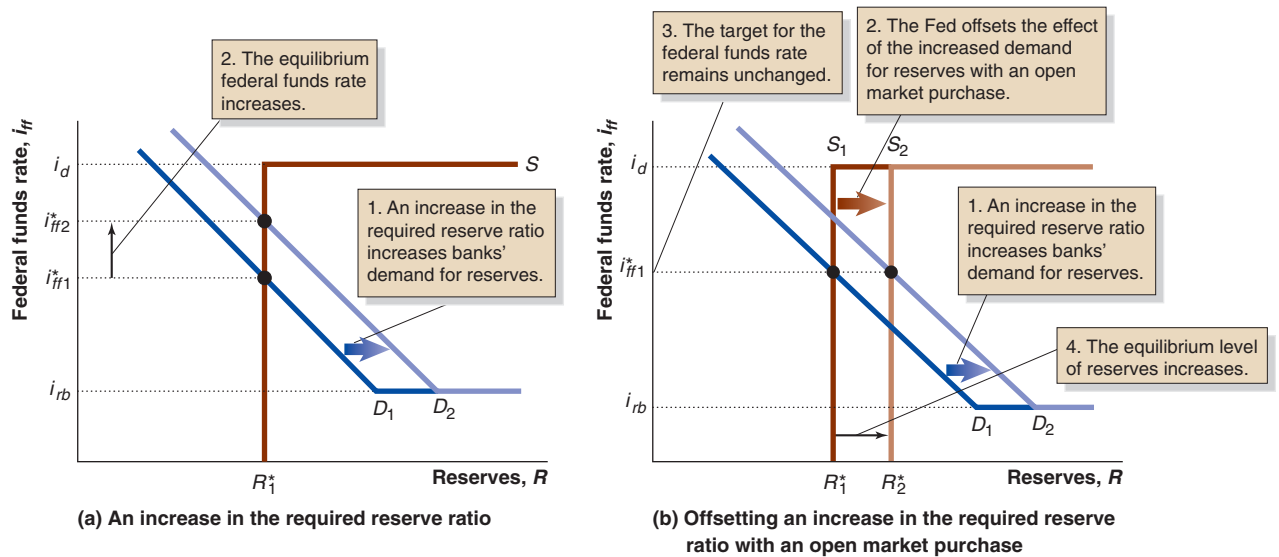 2. The equilibrium
federal funds rate
increases.
Federal funds rate, iff
id
i*ff2
i*ff1
irb
S
1. An increase in the
required reserve ratio
increases banks'
demand for reserves.
D1
D2
R*1
Reserves, R
(a) An increase in the required reserve ratio
3. The target for the
federal funds rate
remains unchanged.
2. The Fed offsets the effect
of the increased demand
for reserves with an open
market purchase.
Federal funds rate, iff
S1
S2
id
i*ff1
irb
1. An increase in the
required reserve ratio
increases banks'
demand for reserves.
4. The equilibrium level
of reserves increases.
D1
D2
R*1
R*2
Reserves, R
(b) Offsetting an increase in the required reserve
ratio with an open market purchase